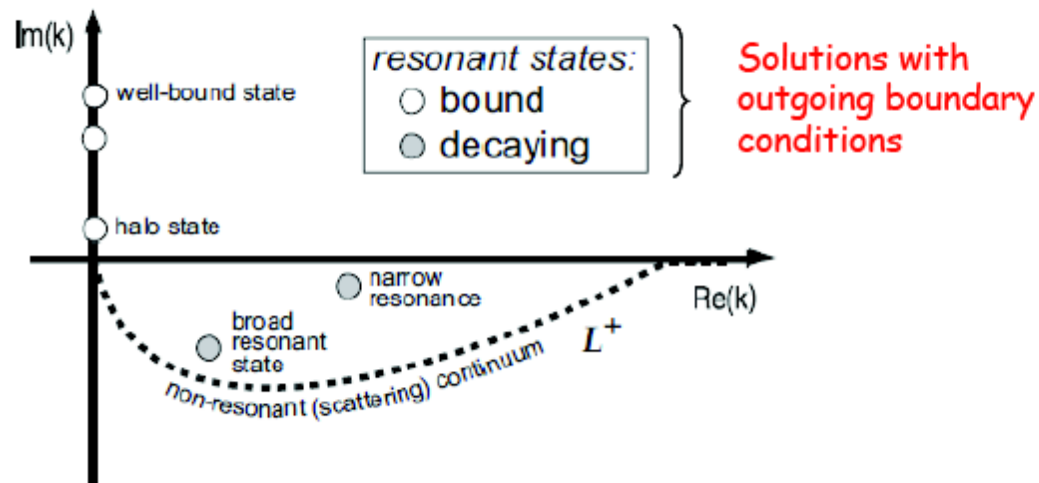 Im(k)
well-bound state
halo state
resonant states:
bound
decaying
Solutions with
outgoing boundary
conditions
narrow
resonance
Re(k)
broad
resonant
state
L+
non-resonant (scattering) continuum